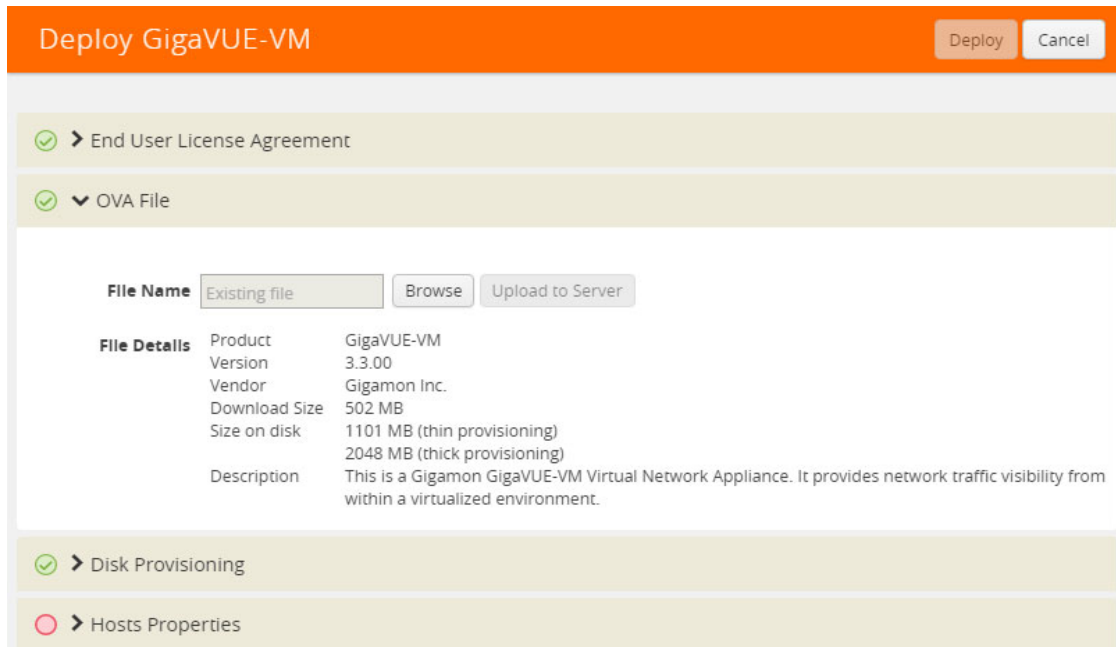 Deploy GigaVUE-VM
Deploy Cancel
End User License Agreement
OVA File
File Name Existing file Browse Upload to Server
File Details Product GigaVUE-VM
Version 3.3.00
Vendor Gigamon Inc.
Download Size 502 MB
Size on disk 1101 MB (thin provisioning)
2048 MB (thick provisioning)
Description This is a Gigamon GigaVUE-VM Virtual Network Appliance. It provides network traffic visibility from
within a virtualized environment.
Disk Provisioning
Hosts Properties